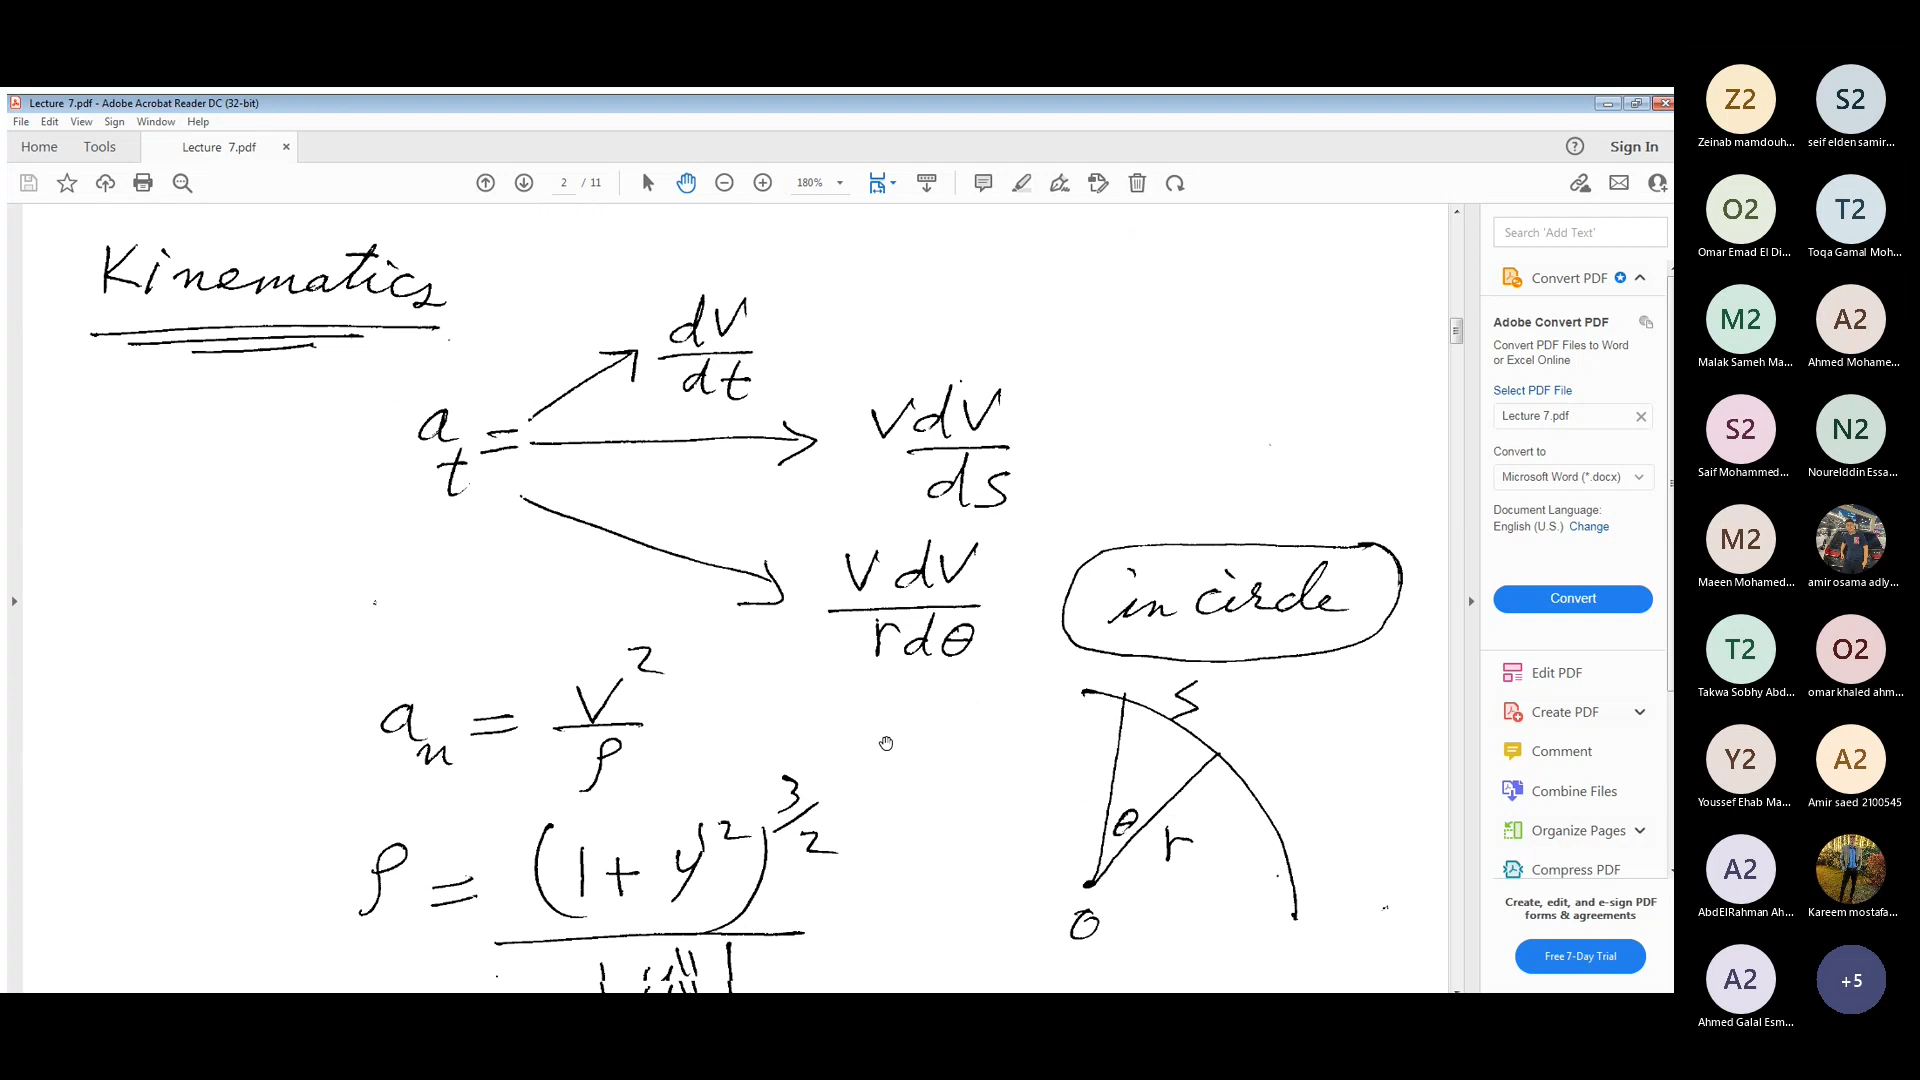 Lecture 7.pdf - Adobe Acrobat Reader DC (32-bit)
File Edit View Sign Window Help
Home Tools Lecture 7.pdf × Sign In
2 / 11 180%
Kinematics
a_t =
dV/dt
VdV/ds
VdV/rdθ
in circle
a_n = V²/ρ
ρ = (1 + y'²)^3/2 / |y''|
S
θ
r
O
Search 'Add Text'
Convert PDF
Adobe Convert PDF
Convert PDF Files to Word
or Excel Online
Select PDF File
Lecture 7.pdf
Convert to
Microsoft Word (*.docx)
Document Language:
English (U.S.) Change
Convert
Edit PDF
Create PDF
Comment
Combine Files
Organize Pages
Compress PDF
Create, edit, and e-sign PDF
forms & agreements
Free 7-Day Trial
Z2 S2
Zeinab mamdouh... seif elden samir...
O2 T2
Omar Emad El Di... Toqa Gamal Moh...
M2 A2
Malak Sameh Ma... Ahmed Mohame...
S2 N2
Saif Mohammed... Nourelddin Essa...
M2
Maeen Mohamed... amir osama adly...
T2 O2
Takwa Sobhy Abd... omar khaled ahm...
Y2 A2
Youssef Ehab Ma... Amir saed 2100545
A2
AbdElRahman Ah... Kareem mostafa...
A2 +5
Ahmed Galal Esm...